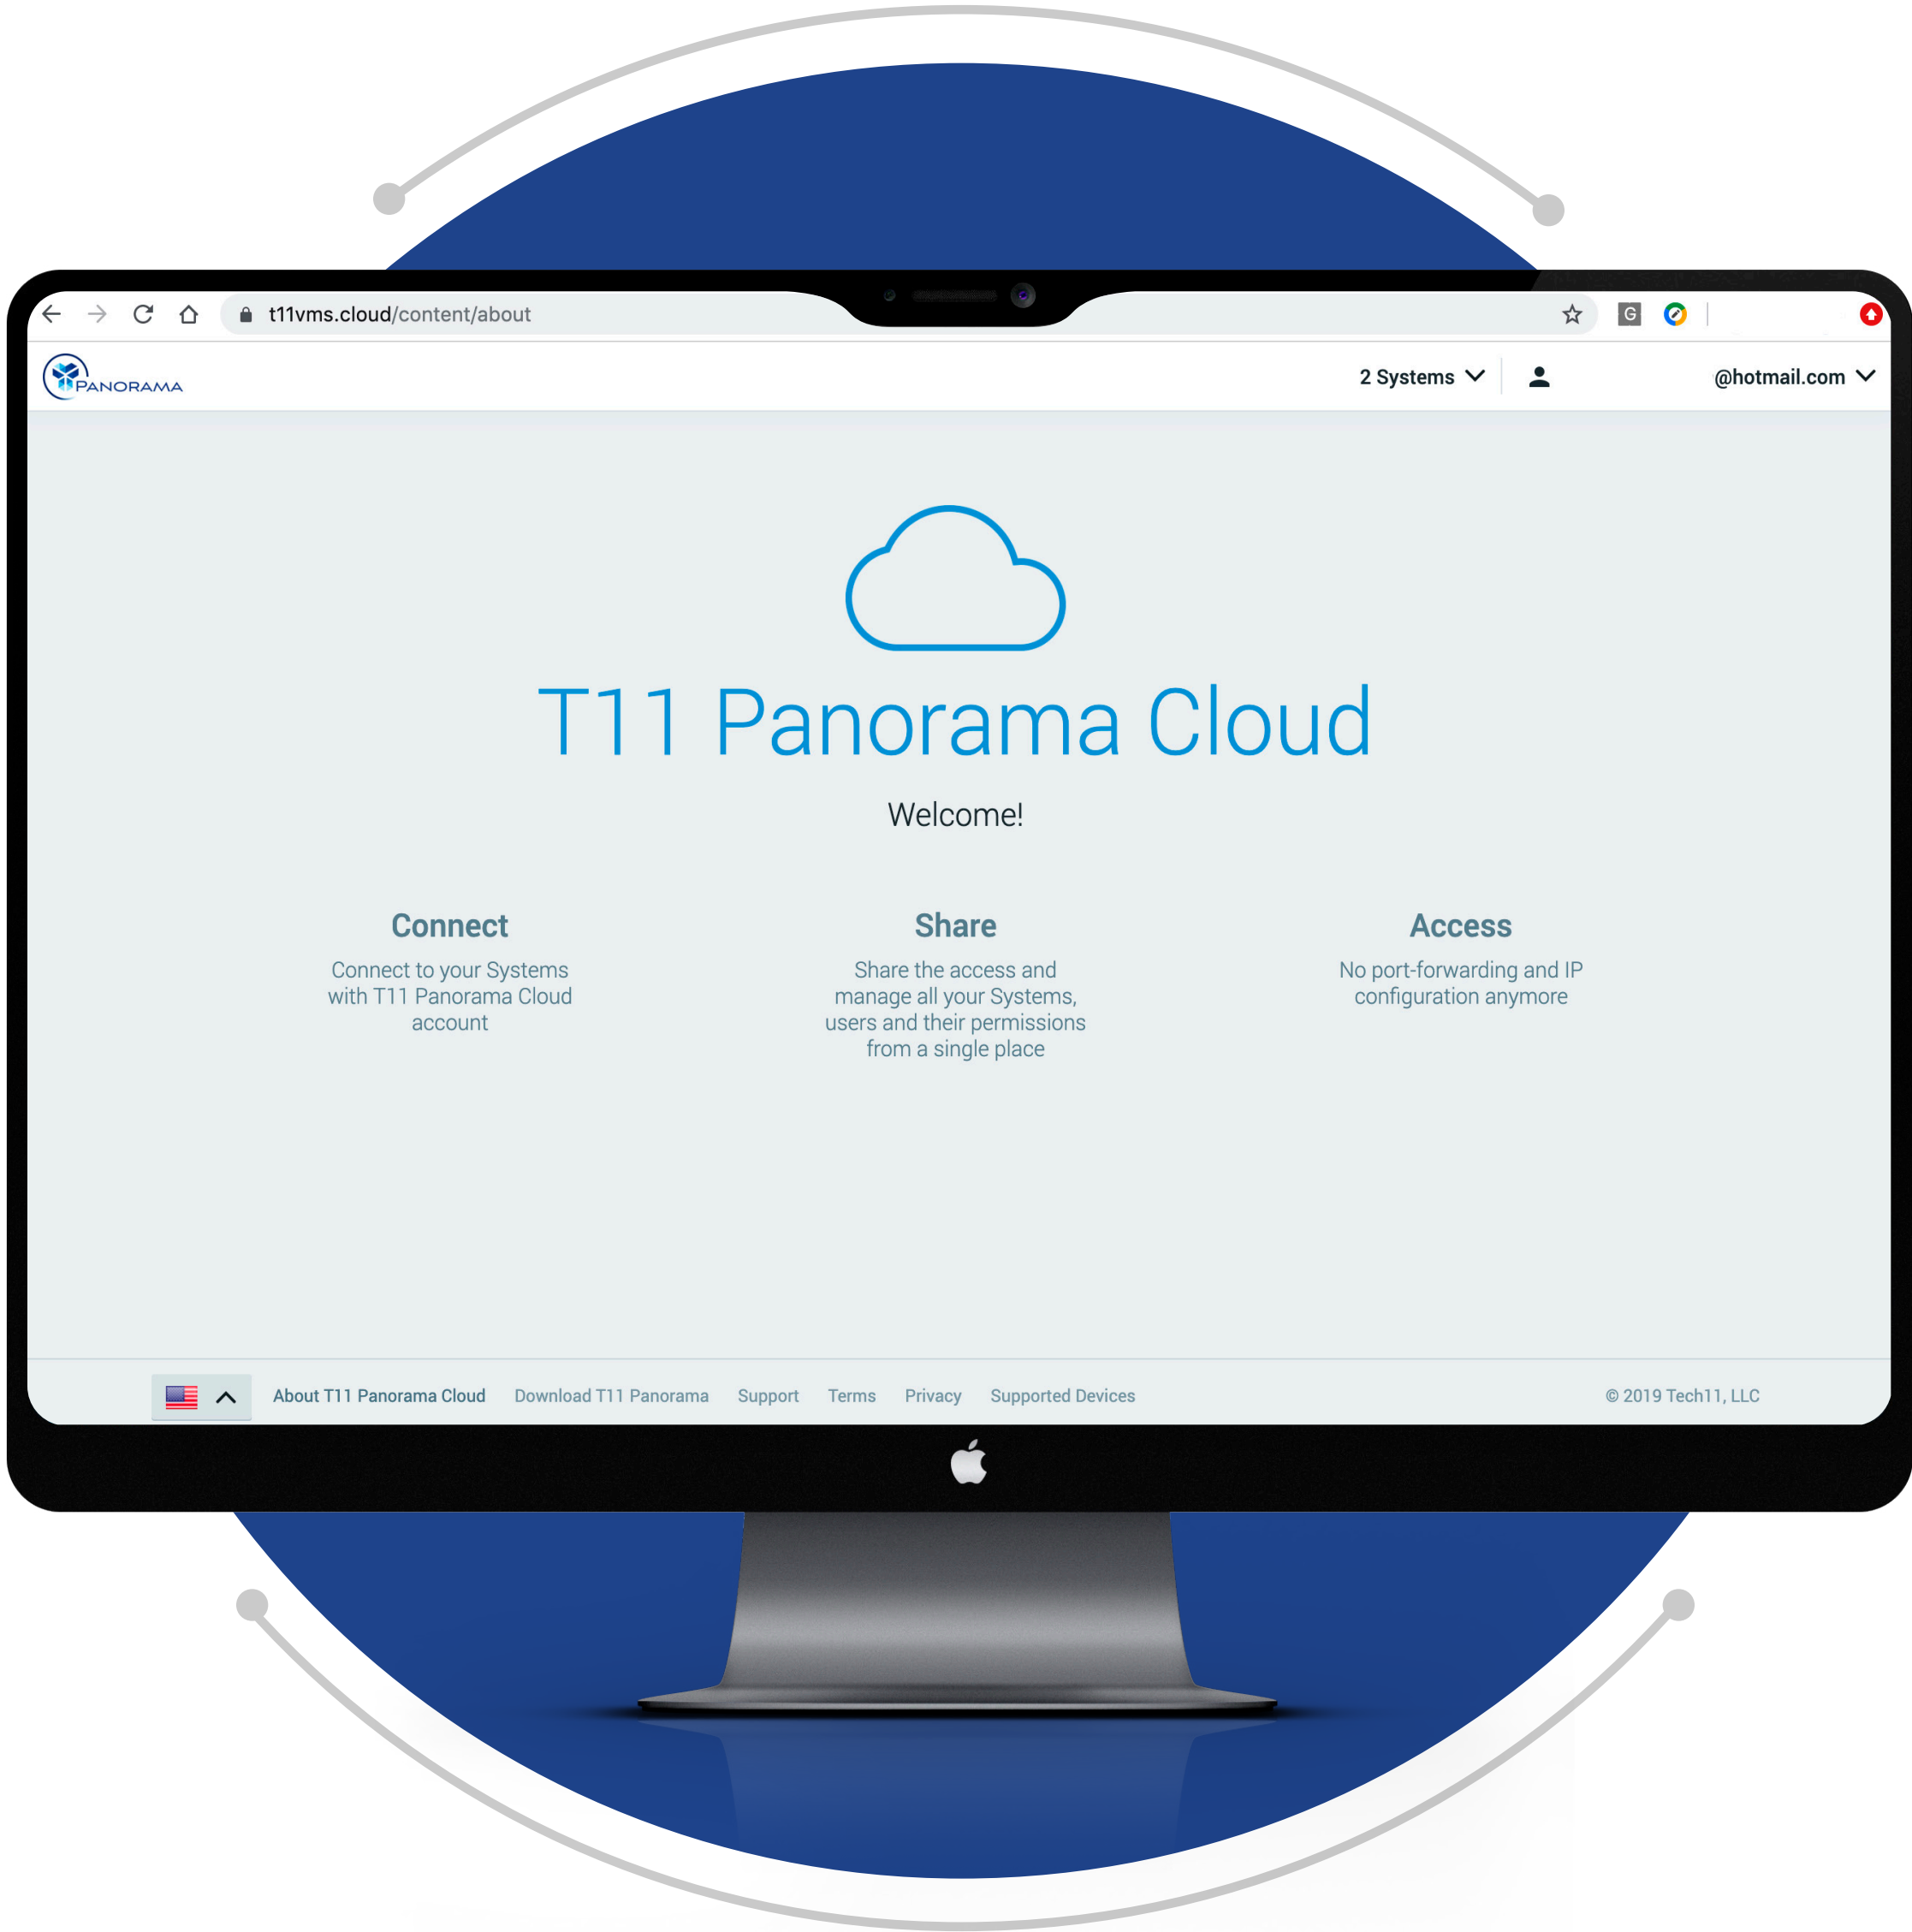 t11vms.cloud/content/about
G
PANORAMA
2 Systems
@hotmail.com
T11 Panorama Cloud
Welcome!
Connect
Connect to your Systems
with T11 Panorama Cloud
account
Share
Share the access and
manage all your Systems,
users and their permissions
from a single place
Access
No port-forwarding and IP
configuration anymore
About T11 Panorama Cloud
Download T11 Panorama
Support
Terms
Privacy
Supported Devices
© 2019 Tech11, LLC